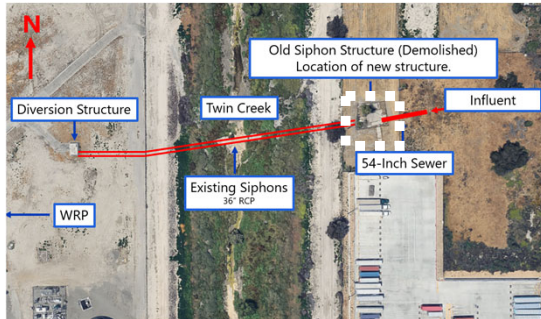 N
Old Siphon Structure (Demolished)
Location of new structure.
Influent
Diversion Structure
Twin Creek
54-Inch Sewer
Existing Siphons
36" RCP
WRP